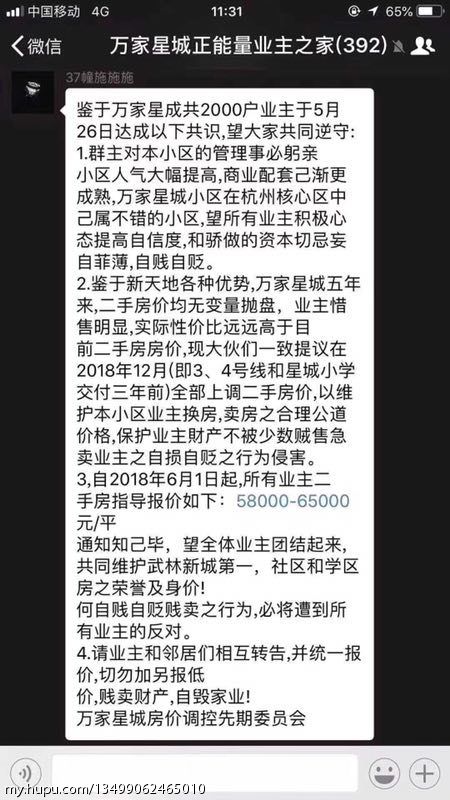 中国移动 4G 11:31 65%
微信 万家星城正能量业主之家(392)
37幢施施施
鉴于万家星成共2000户业主于5月
26日达成以下共识,望大家共同逆守:
1.群主对本小区的管理事必躬亲
小区人气大幅提高,商业配套己渐更
成熟,万家星城小区在杭州核心区中
己属不错的小区,望所有业主积极心
态提高自信度,和骄做的资本切忌妄
自菲薄,自贱自贬。
2.鉴于新天地各种优势,万家星城五年
来,二手房价均无变量抛盘，业主惜
售明显,实际性价比远远高于目
前二手房房价,现大伙们一致提议在
2018年12月(即3、4号线和星城小学
交付三年前)全部上调二手房价,以维
护本小区业主换房,卖房之合理公道
价格,保护业主财产不被少数贱售急
卖业主之自损自贬之行为侵害。
3,自2018年6月1日起,所有业主二
手房指导报价如下：58000-65000
元/平
通知知己毕，望全体业主团结起来,
共同维护武林新城第一，社区和学区
房之荣誉及身价!
何自贱自贬贱卖之行为,必将遭到所
有业主的反对。
4.请业主和邻居们相互转告,并统一报
价,切勿加另报低
价,贱卖财产,自毁家业!
万家星城房价调控先期委员会
my.hupu.com/13499062465010